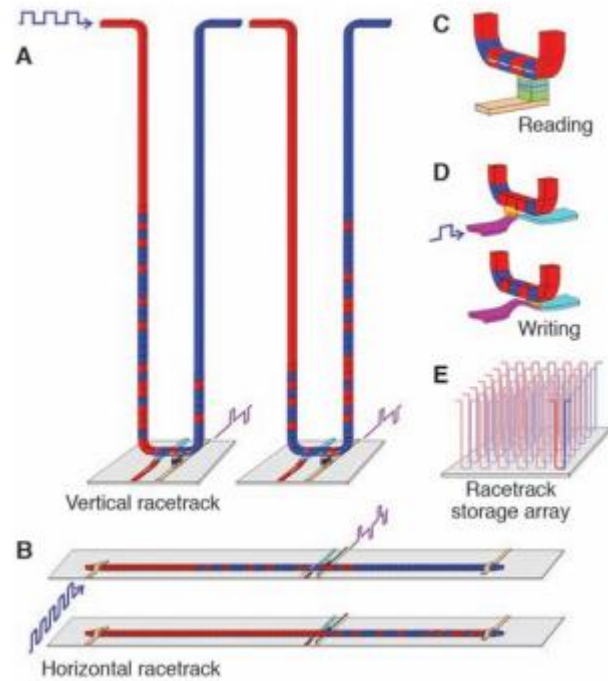 A
Vertical racetrack
B
Horizontal racetrack
C
Reading
D
Writing
E
Racetrack
storage array